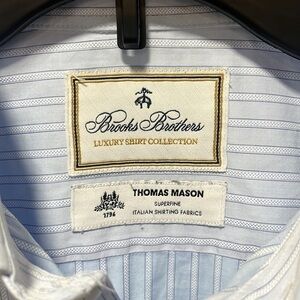 Brooks Brothers
LUXURY SHIRT COLLECTION
THOMAS MASON
SUPERFINE
ITALIAN SHIRTING FABRICS
1796